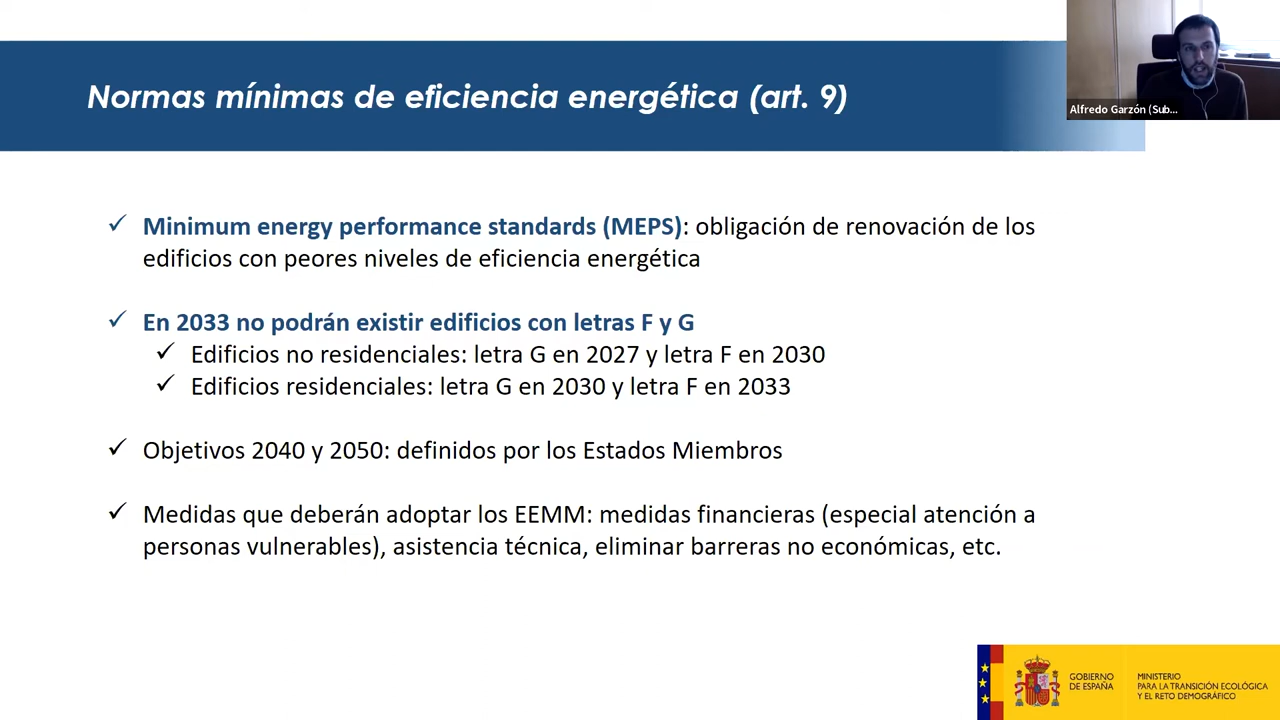 Normas mínimas de eficiencia energética (art. 9)
Alfredo Garzón (Sub...
✓ Minimum energy performance standards (MEPS): obligación de renovación de los
edificios con peores niveles de eficiencia energética
✓ En 2033 no podrán existir edificios con letras F y G
✓ Edificios no residenciales: letra G en 2027 y letra F en 2030
✓ Edificios residenciales: letra G en 2030 y letra F en 2033
✓ Objetivos 2040 y 2050: definidos por los Estados Miembros
✓ Medidas que deberán adoptar los EEMM: medidas financieras (especial atención a
personas vulnerables), asistencia técnica, eliminar barreras no económicas, etc.
GOBIERNO
DE ESPAÑA
MINISTERIO
PARA LA TRANSICIÓN ECOLÓGICA
Y EL RETO DEMOGRÁFICO